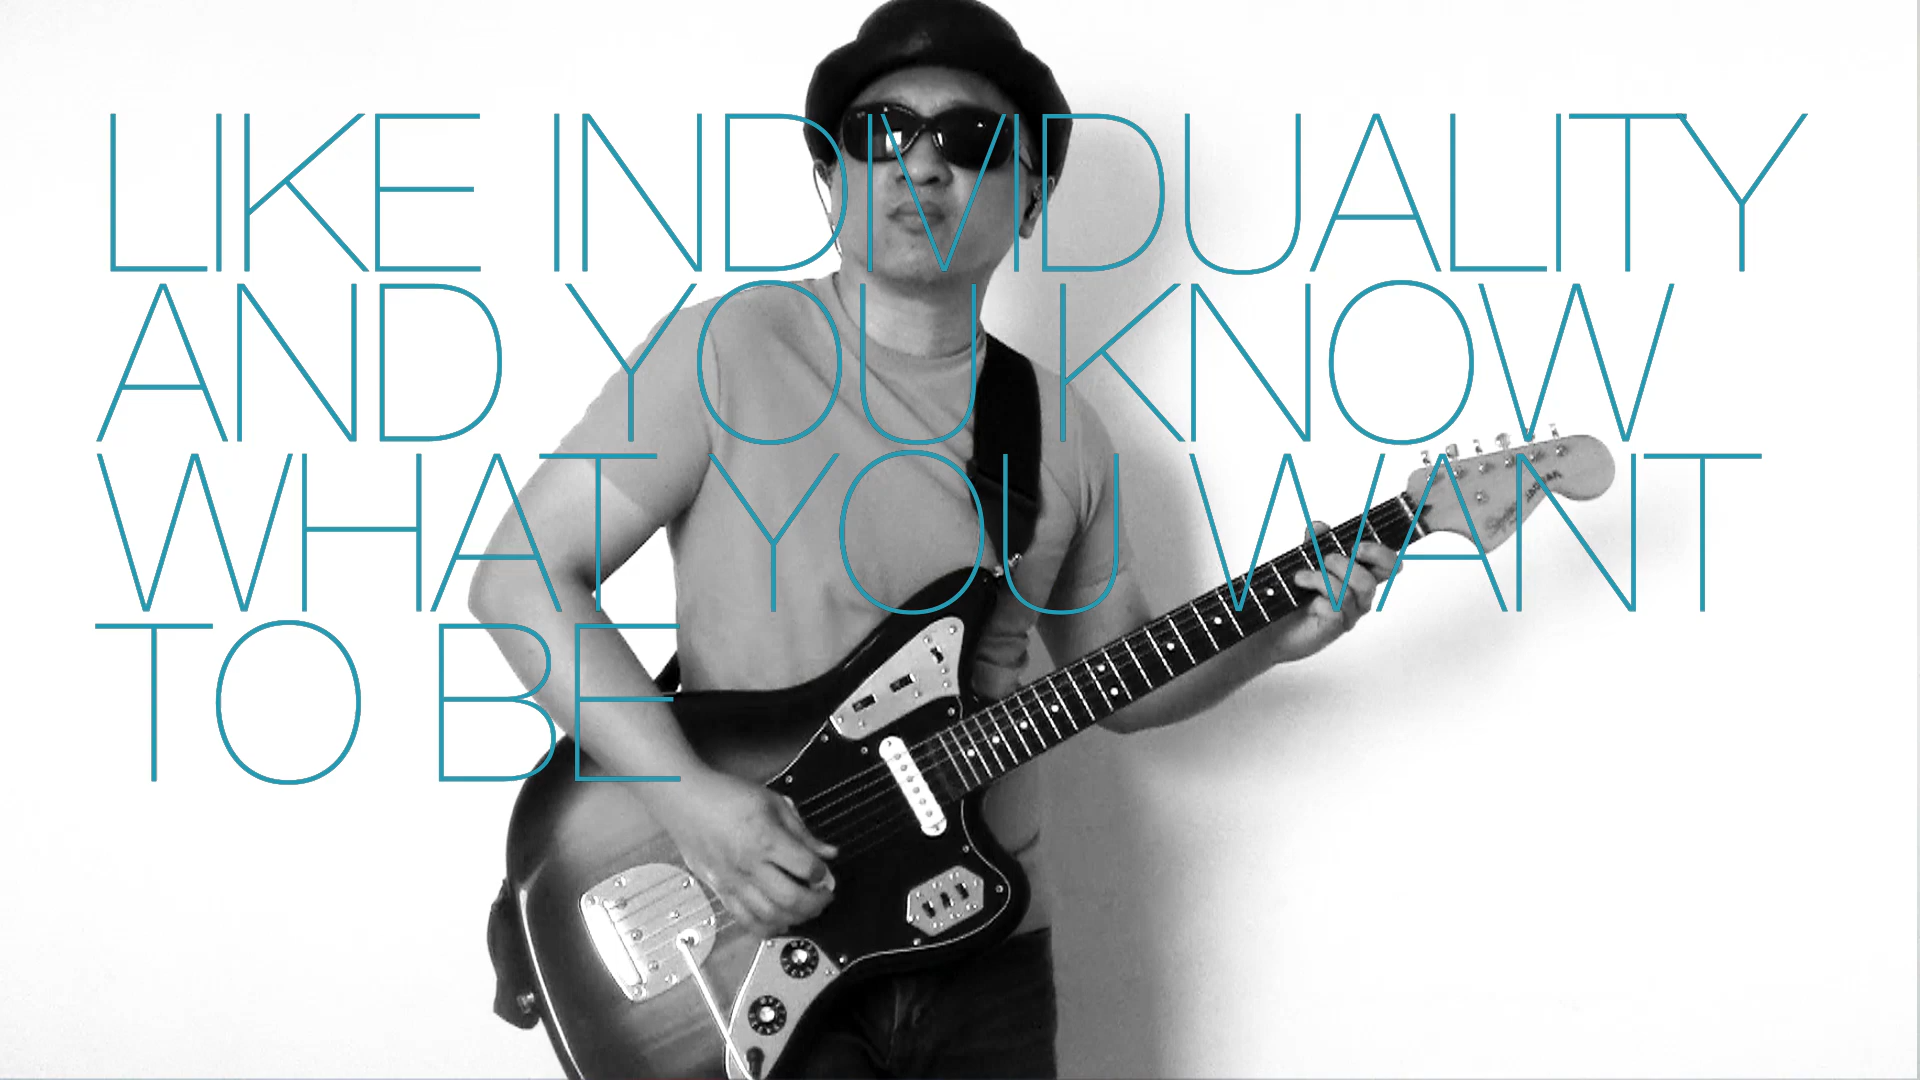 LIKE INDIVIDUALITY
AND YOU KNOW
WHAT YOU WANT
TO BE